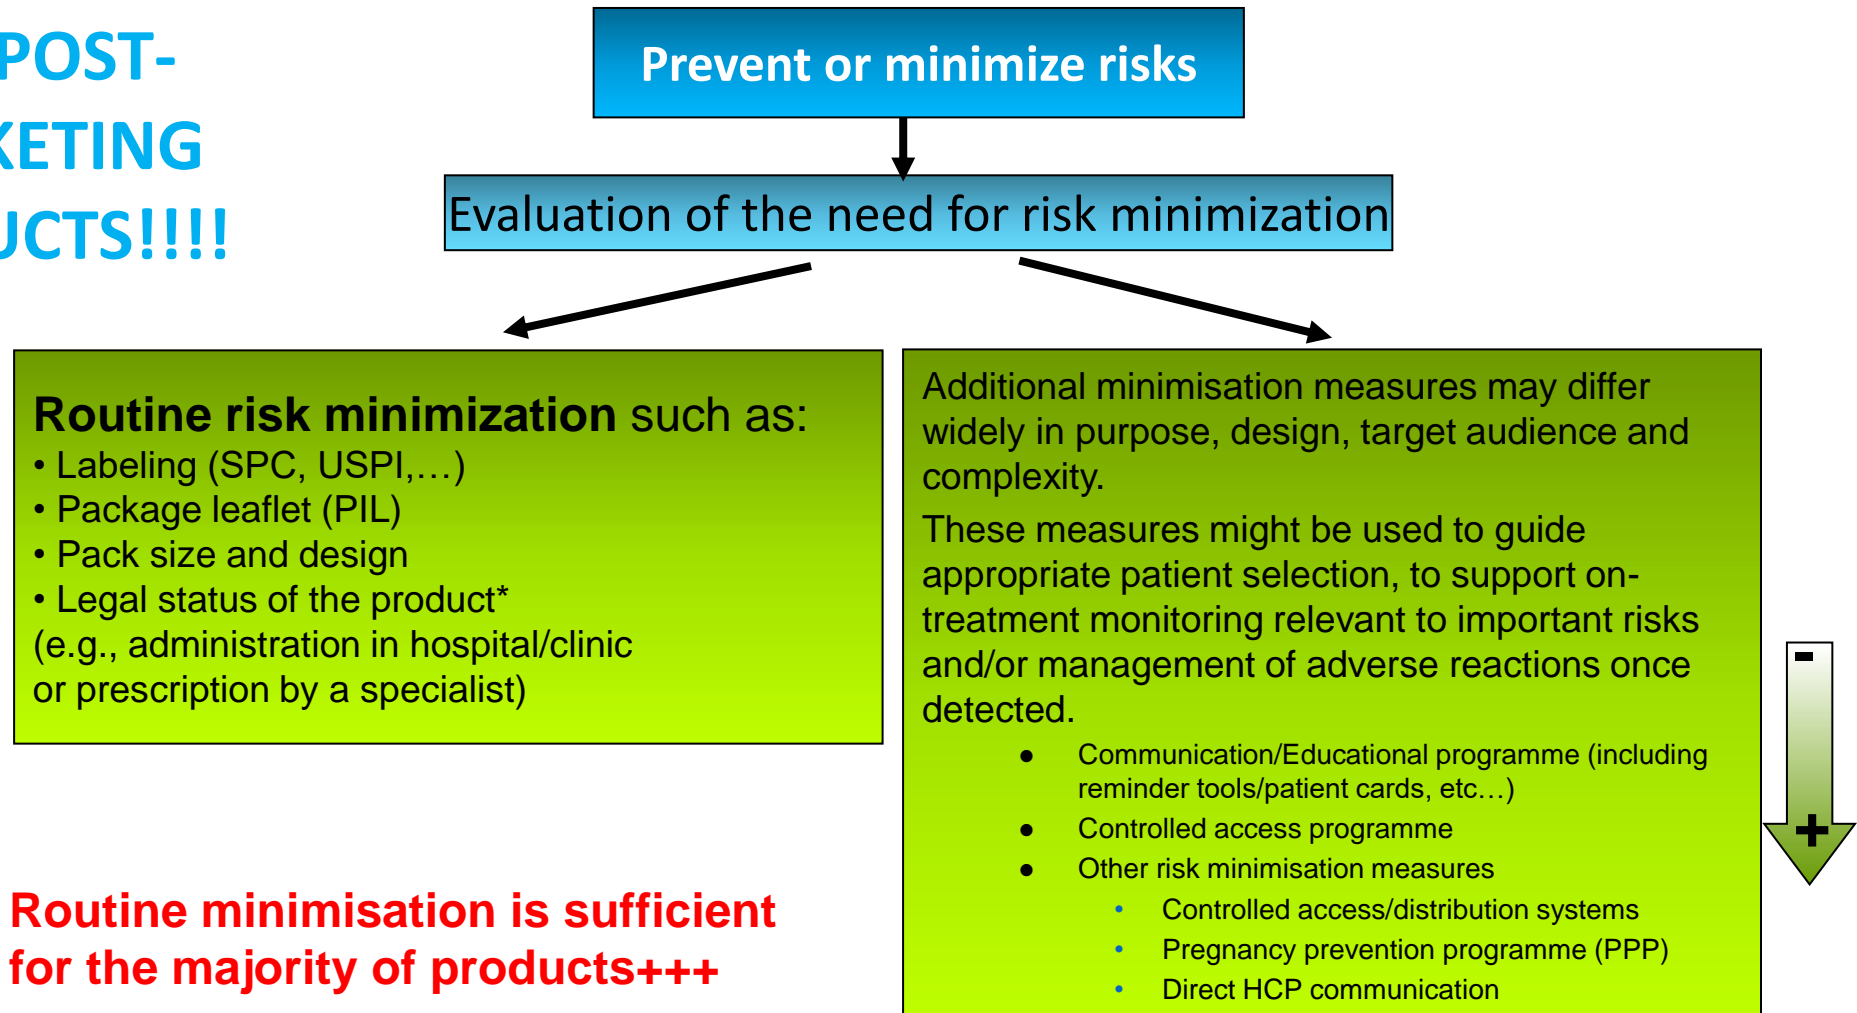 POST-
KETING
UCTS!!!!
Prevent or minimize risks
Evaluation of the need for risk minimization
Routine risk minimization such as:
• Labeling (SPC, USPI,…)
• Package leaflet (PIL)
• Pack size and design
• Legal status of the product*
(e.g., administration in hospital/clinic
or prescription by a specialist)
Routine minimisation is sufficient
for the majority of products+++
Additional minimisation measures may differ
widely in purpose, design, target audience and
complexity.
These measures might be used to guide
appropriate patient selection, to support on-
treatment monitoring relevant to important risks
and/or management of adverse reactions once
detected.
● Communication/Educational programme (including
reminder tools/patient cards, etc…)
● Controlled access programme
● Other risk minimisation measures
• Controlled access/distribution systems
• Pregnancy prevention programme (PPP)
• Direct HCP communication
-
+